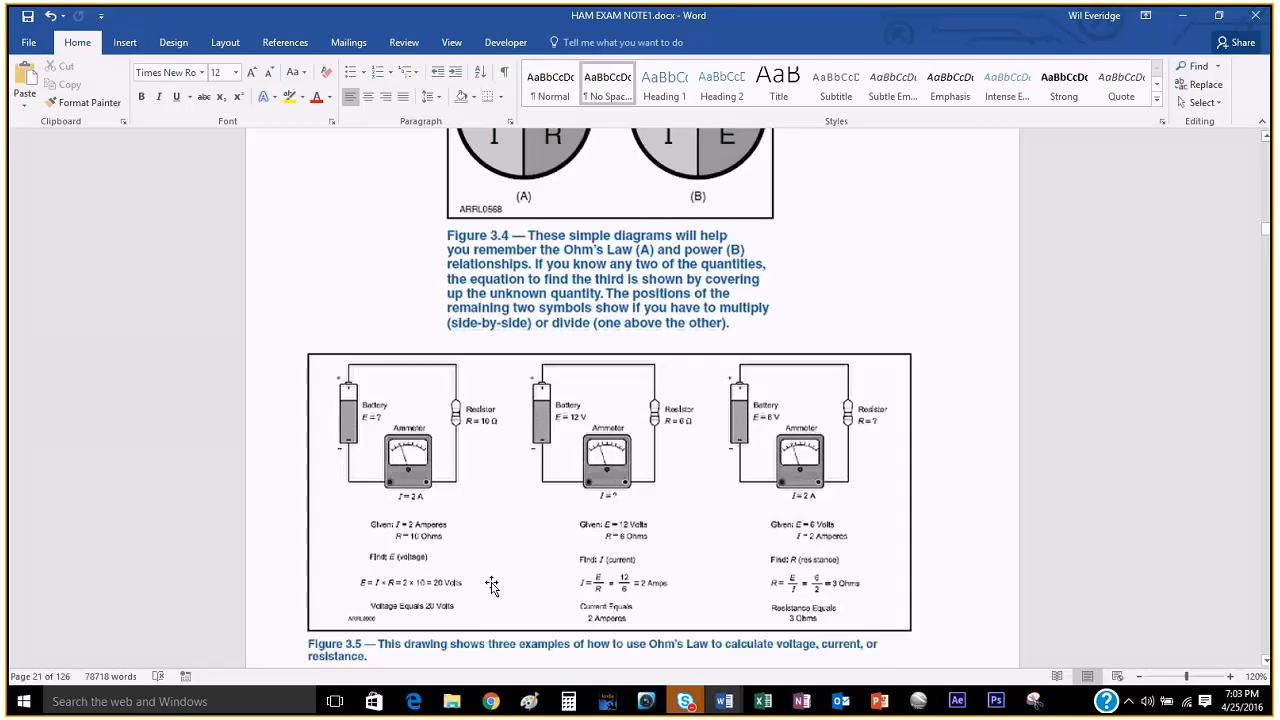 HAM EXAM NOTE1.docx - Word
Wil Everidge
File Home Insert Design Layout References Mailings Review View Developer Tell me what you want to do Share
Paste
Cut
Copy
Format Painter
Clipboard
Times New Ro 12
Font
Paragraph
AaBbCcDc AaBbCcDc AaBbCc AaBbCcC AaB AaBbCcC AaBbCcDc AaBbCcDc AaBbCcDc AaBbCcDc AaBbCcDc
¶ Normal ¶ No Spac... Heading 1 Heading 2 Title Subtitle Subtle Em... Emphasis Intense E... Strong Quote
Styles
Find
Replace
Select
Editing
I R I E
(A) (B)
ARRL0568
Figure 3.4 — These simple diagrams will help
you remember the Ohm's Law (A) and power (B)
relationships. If you know any two of the quantities,
the equation to find the third is shown by covering
up the unknown quantity. The positions of the
remaining two symbols show if you have to multiply
(side-by-side) or divide (one above the other).
Battery
E = ?
Resistor
R = 10 Ω
Ammeter
I = 2 A
Given: I = 2 Amperes
R = 10 Ohms
Find: E (voltage)
E = I × R = 2 × 10 = 20 Volts
Voltage Equals 20 Volts
Battery
E = 12 V
Resistor
R = 6 Ω
Ammeter
I = ?
Given: E = 12 Volts
R = 6 Ohms
Find: I (current)
I = E/R = 12/6 = 2 Amps
Current Equals
2 Amperes
Battery
E = 6 V
Resistor
R = ?
Ammeter
I = 2 A
Given: E = 6 Volts
I = 2 Amperes
Find: R (resistance)
R = E/I = 6/2 = 3 Ohms
Resistance Equals
3 Ohms
Figure 3.5 — This drawing shows three examples of how to use Ohm's Law to calculate voltage, current, or
resistance.
Page 21 of 126 78718 words 120%
Search the web and Windows
7:03 PM
4/25/2016